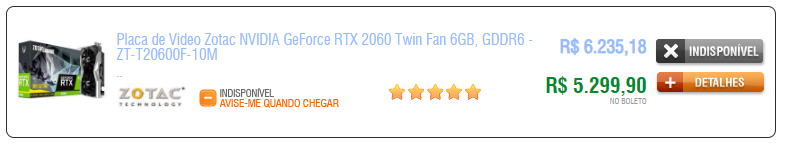 Placa de Vídeo Zotac NVIDIA GeForce RTX 2060 Twin Fan 6GB, GDDR6 -
ZT-T20600F-10M
..
ZOTAC
TECHNOLOGY
INDISPONÍVEL
AVISE-ME QUANDO CHEGAR
R$ 6.235,18
R$ 5.299,90
NO BOLETO
INDISPONÍVEL
DETALHES
RTX